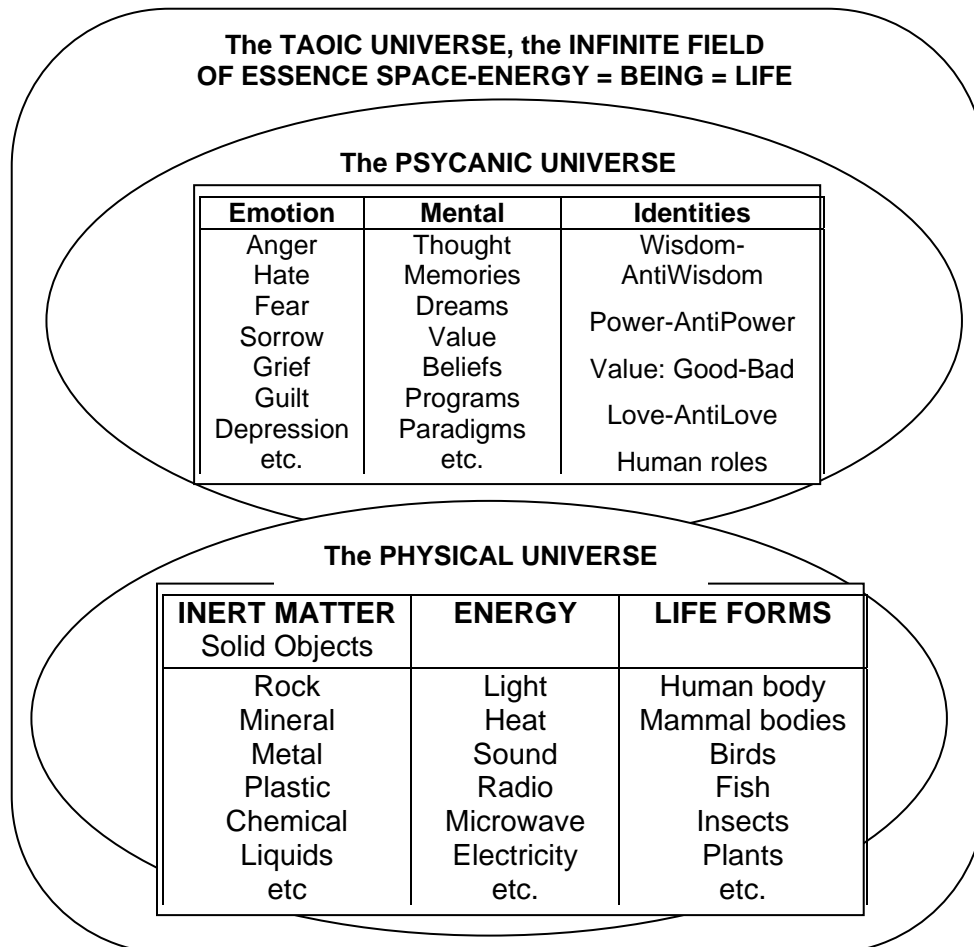 The TAOIC UNIVERSE, the INFINITE FIELD
OF ESSENCE SPACE-ENERGY = BEING = LIFE
The PSYCANIC UNIVERSE
Emotion Mental Identities
Anger Thought Wisdom-
Hate Memories AntiWisdom
Fear Dreams
Sorrow Value Power-AntiPower
Grief Beliefs Value: Good-Bad
Guilt Programs
Depression Paradigms Love-AntiLove
etc. etc. Human roles
The PHYSICAL UNIVERSE
INERT MATTER ENERGY LIFE FORMS
Solid Objects
Rock Light Human body
Mineral Heat Mammal bodies
Metal Sound Birds
Plastic Radio Fish
Chemical Microwave Insects
Liquids Electricity Plants
etc etc. etc.